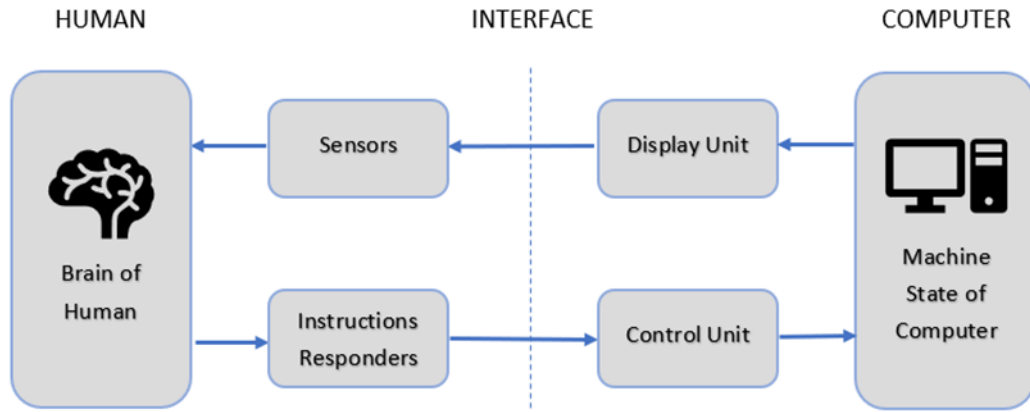 HUMAN
INTERFACE
COMPUTER
Sensors
Display Unit
Brain of
Human
Machine
State of
Computer
Instructions
Responders
Control Unit